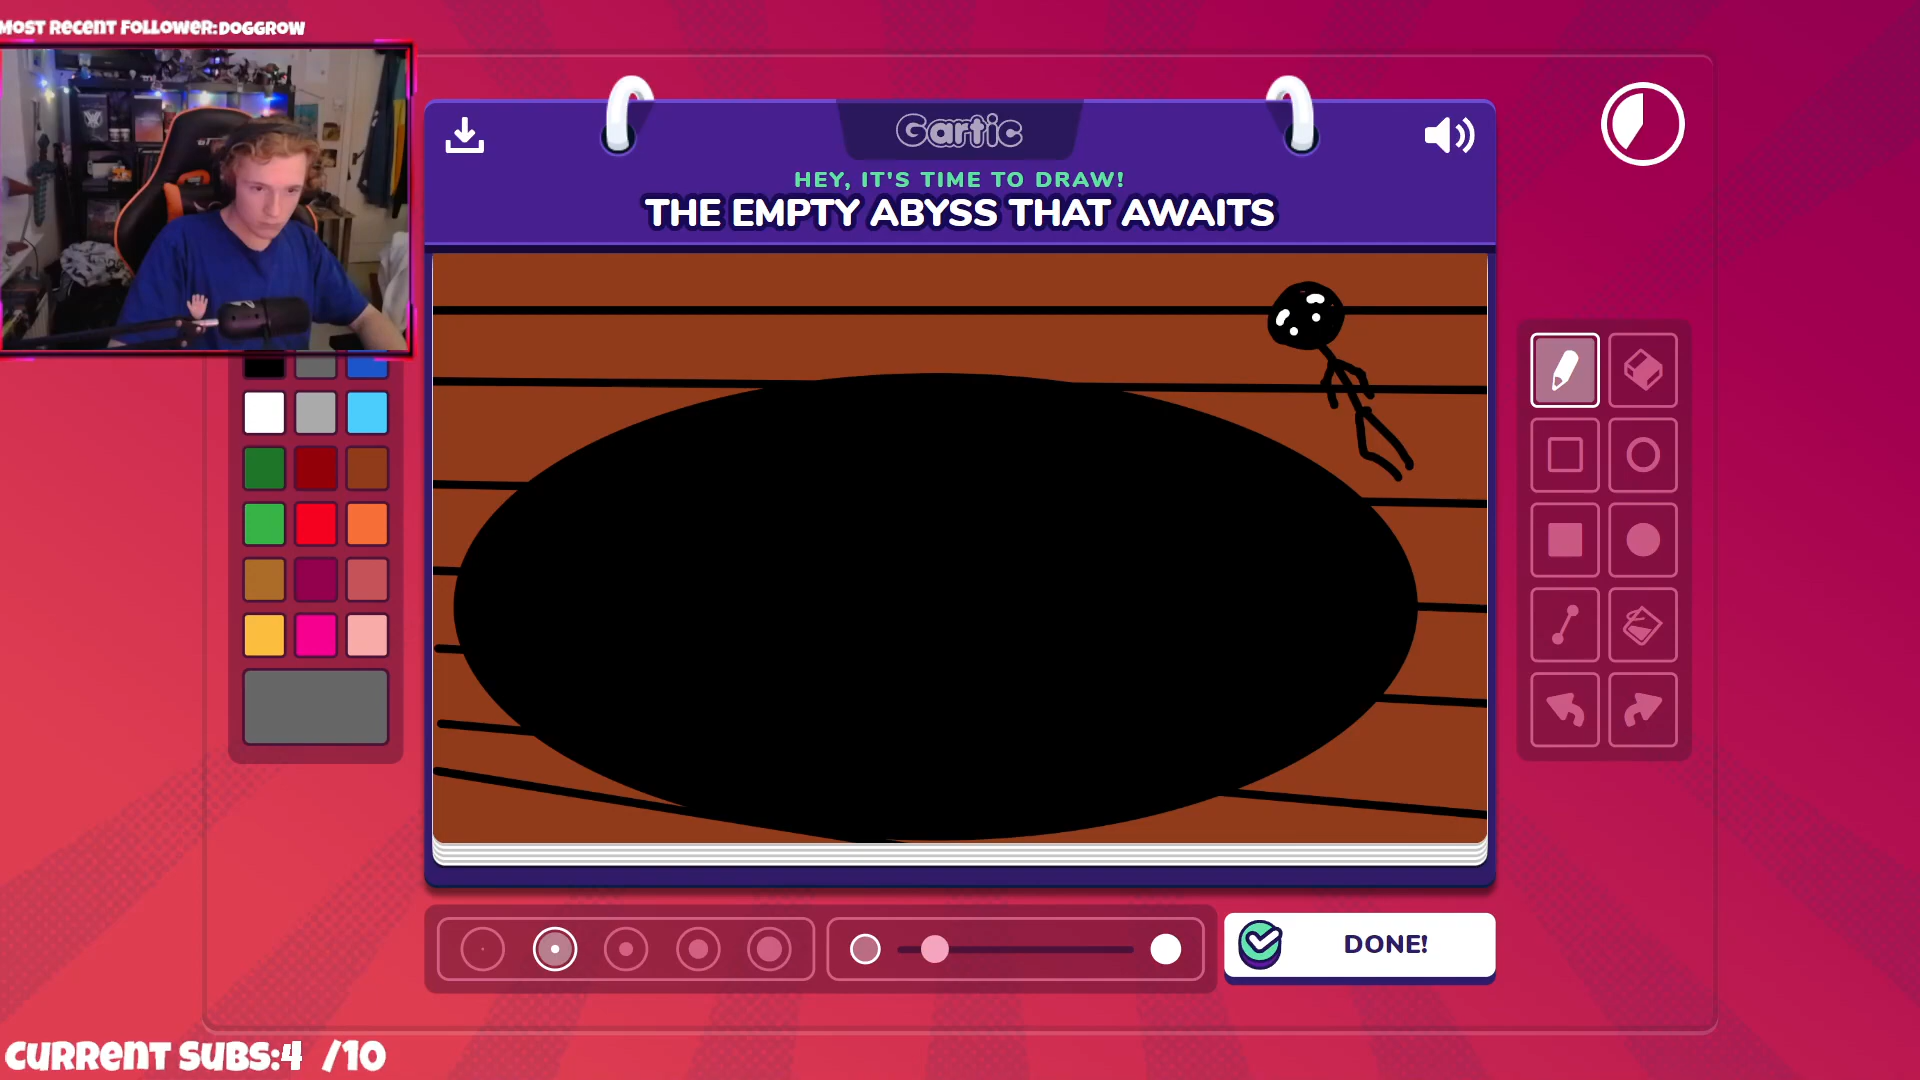 MOST RECENT FOLLOWER:DOGGROW
Gartic
HEY, IT'S TIME TO DRAW!
THE EMPTY ABYSS THAT AWAITS
DONE!
CURRENT SUBS:4 /10